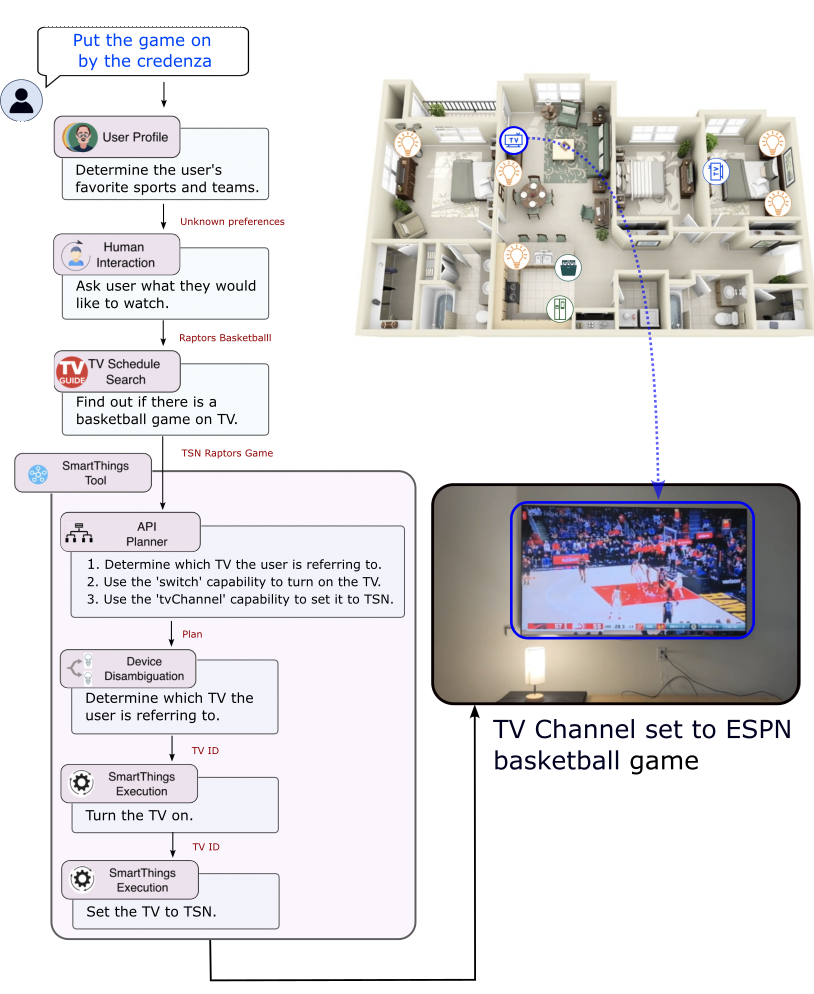 Put the game on
by the credenza
User Profile
Determine the user's
favorite sports and teams.
Unknown preferences
Human
Interaction
Ask user what they would
like to watch.
Raptors Basketball
TV
GUIDE
TV Schedule
Search
Find out if there is a
basketball game on TV.
TSN Raptors Game
SmartThings
Tool
API
Planner
1. Determine which TV the user is referring to.
2. Use the 'switch' capability to turn on the TV.
3. Use the 'tvChannel' capability to set it to TSN.
Plan
Device
Disambiguation
Determine which TV the
user is referring to.
TV ID
SmartThings
Execution
Turn the TV on.
TV ID
SmartThings
Execution
Set the TV to TSN.
TV
TV
TV Channel set to ESPN
basketball game